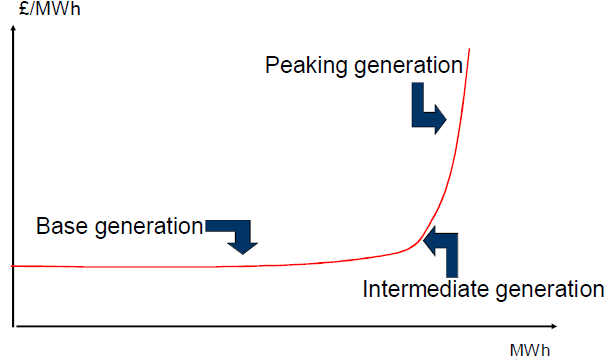 £/MWh
Peaking generation
Base generation
Intermediate generation
MWh